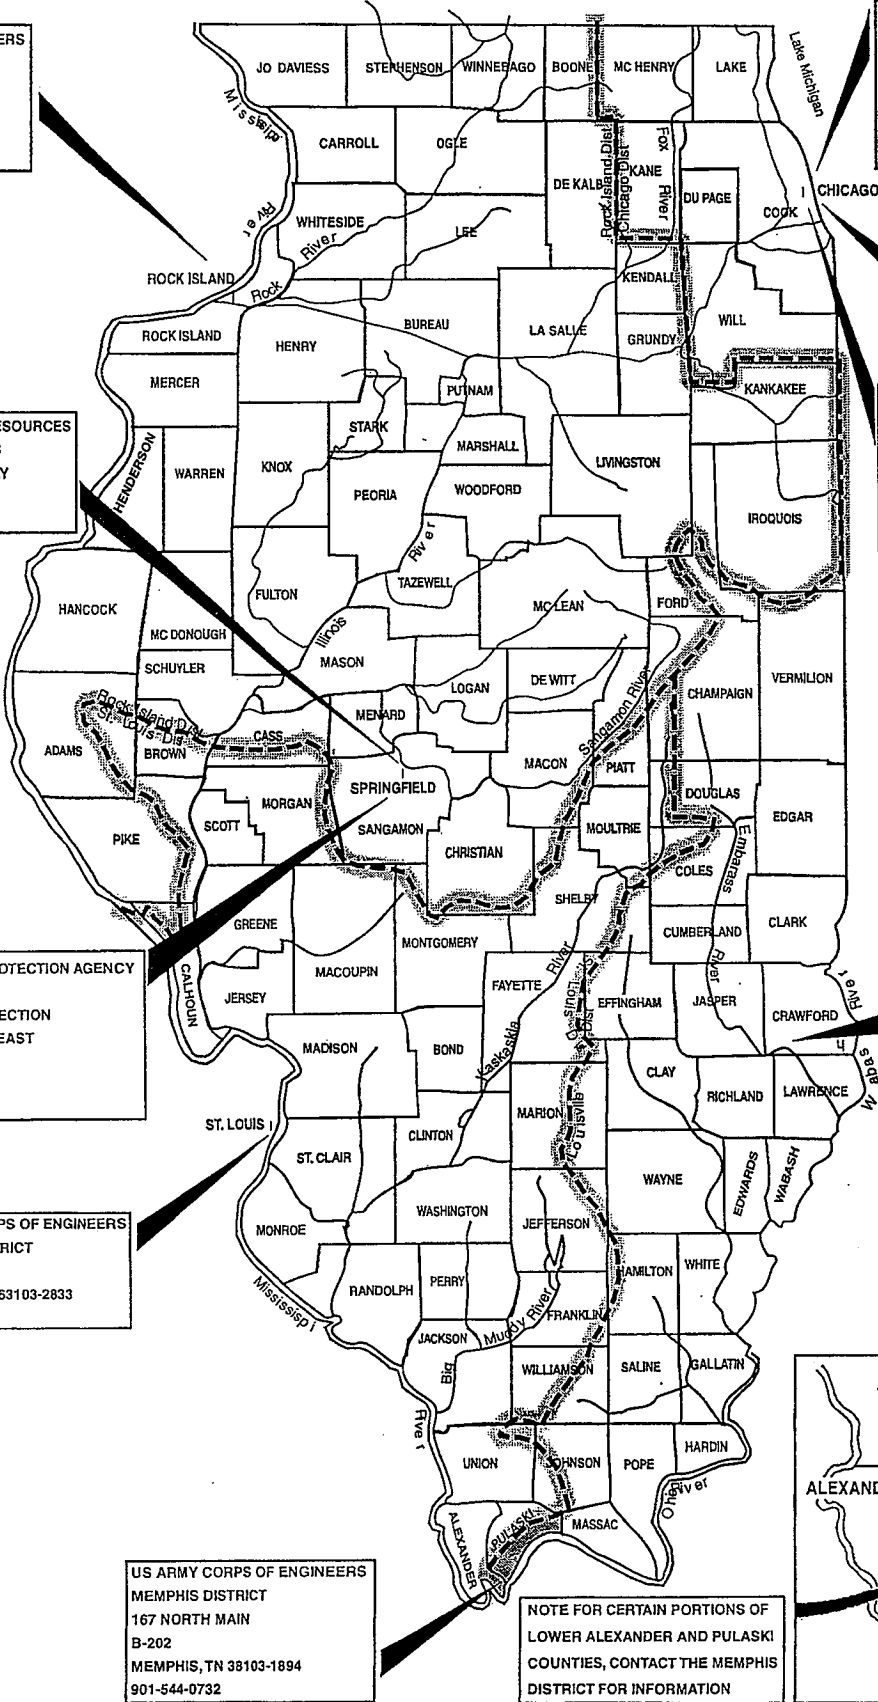 ERS
JO DAVIESS
STEPHENSON
WINNEBAGO
BOONE
MC HENRY
LAKE
Lake Michigan
Mississippi
River
CARROLL
OGLE
DE KALB
Rock Island Dist
Chicago Dist
KANE
Fox River
DU PAGE
COOK
CHICAGO
WHITESIDE
LEE
Rock River
ROCK ISLAND
KENDALL
ROCK ISLAND
HENRY
BUREAU
LA SALLE
GRUNDY
WILL
MERCER
PUTNAM
KANKAKEE
ESOURCES
S
Y
STARK
MARSHALL
HENDERSON
WARREN
KNOX
PEORIA
WOODFORD
LIVINGSTON
IROQUOIS
Illinois River
HANCOCK
MC DONOUGH
FULTON
TAZEWELL
MC LEAN
FORD
SCHUYLER
MASON
LOGAN
DE WITT
CHAMPAIGN
VERMILION
Rock Island Dist
St. Louis Dis
Sangamon River
ADAMS
BROWN
CASS
MENARD
MACON
PIATT
SPRINGFIELD
DOUGLAS
PIKE
SCOTT
MORGAN
SANGAMON
CHRISTIAN
MOULTRIE
EDGAR
COLES
Embarass River
SHELBY
GREENE
MONTGOMERY
CUMBERLAND
CLARK
OTECTION AGENCY
ECTION
EAST
CALHOUN
JERSEY
MACOUPIN
FAYETTE
EFFINGHAM
JASPER
CRAWFORD
Kaskaskia River
St. Louis Dist
Louisville
River
MADISON
BOND
CLAY
RICHLAND
LAWRENCE
ST. LOUIS
ST. CLAIR
CLINTON
MARION
WAYNE
EDWARDS
WABASH
PS OF ENGINEERS
RICT
63103-2833
MONROE
WASHINGTON
JEFFERSON
HAMILTON
WHITE
Mississippi
River
RANDOLPH
PERRY
FRANKLIN
JACKSON
Big Muddy River
WILLIAMSON
SALINE
GALLATIN
UNION
JOHNSON
POPE
HARDIN
Ohio River
ALEXANDER
PULASKI
MASSAC
ALEXAND
US ARMY CORPS OF ENGINEERS
MEMPHIS DISTRICT
167 NORTH MAIN
B-202
MEMPHIS, TN 38103-1894
901-544-0732
NOTE FOR CERTAIN PORTIONS OF
LOWER ALEXANDER AND PULASKI
COUNTIES, CONTACT THE MEMPHIS
DISTRICT FOR INFORMATION